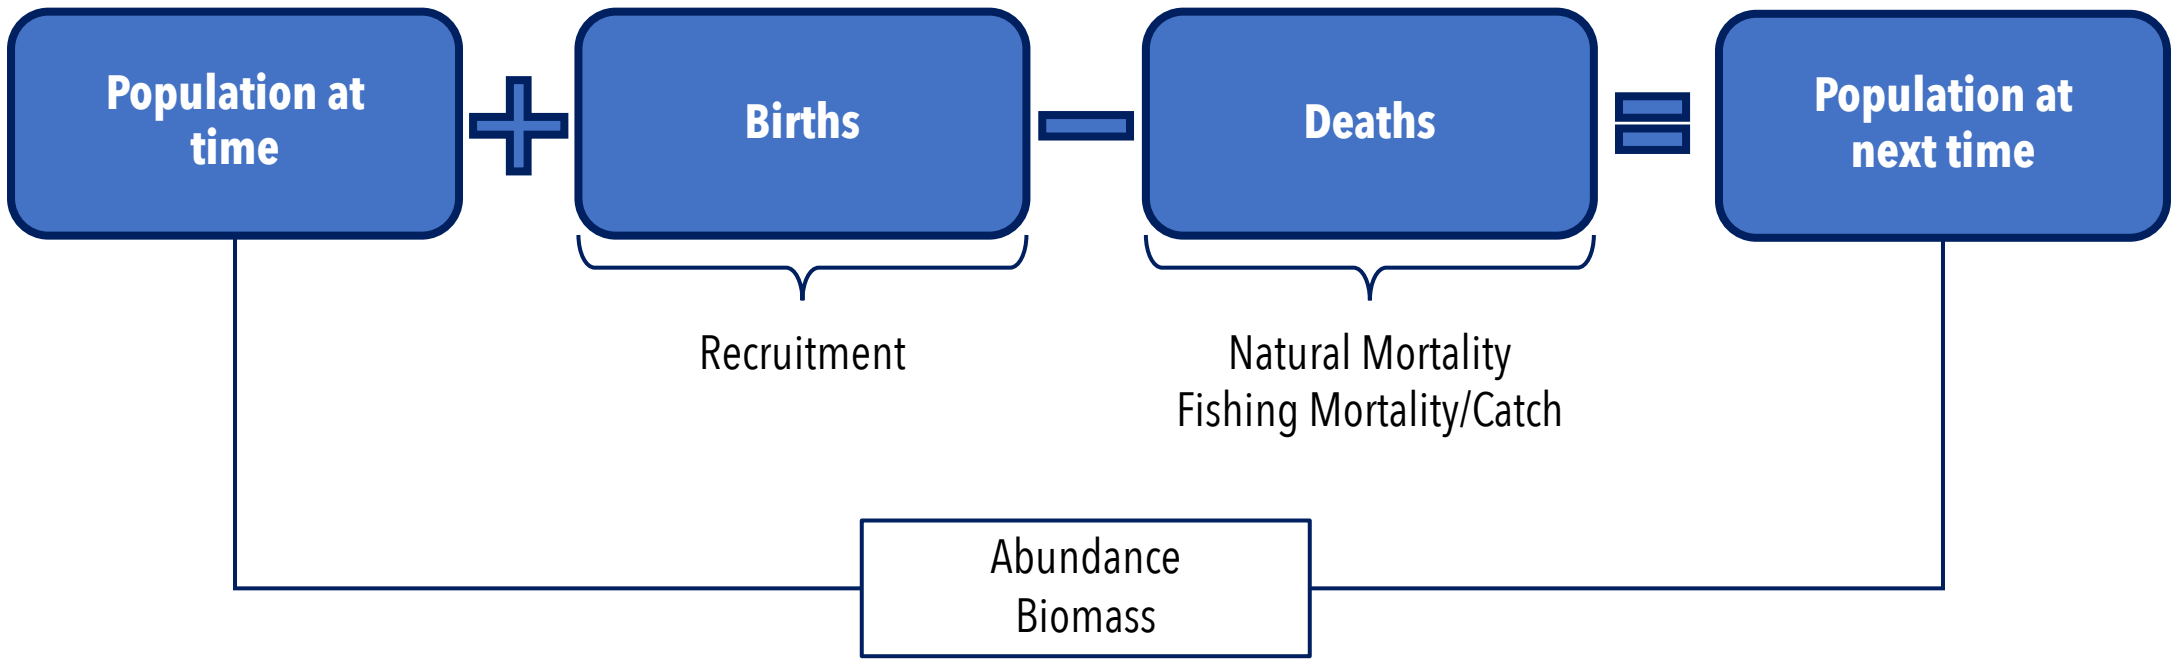 Population at
time
Births
Deaths
Population at
next time
Recruitment
Natural Mortality
Fishing Mortality/Catch
Abundance
Biomass